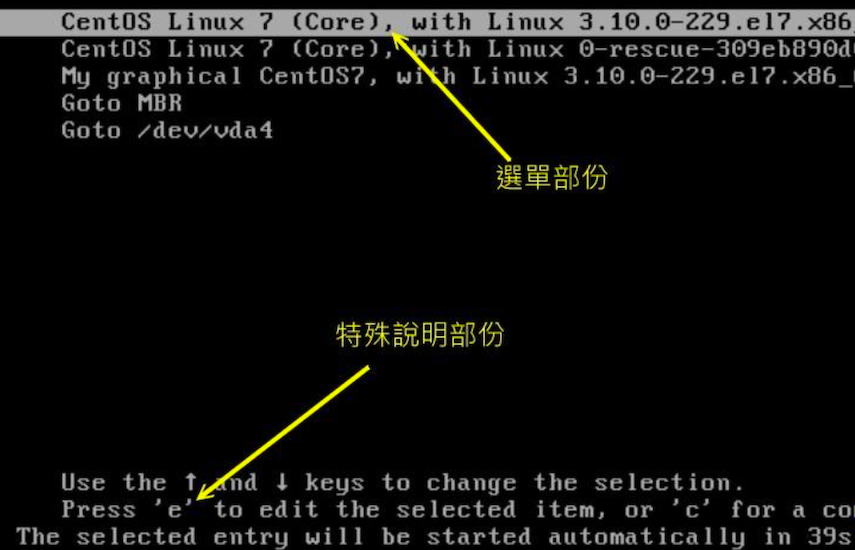 CentOS Linux 7 (Core), with Linux 3.10.0-229.el7.x86_
CentOS Linux 7 (Core), with Linux 0-rescue-309eb890d
My graphical CentOS7, with Linux 3.10.0-229.el7.x86_
Goto MBR
Goto /dev/vda4
選單部份
特殊說明部份
Use the ↑ and ↓ keys to change the selection.
Press 'e' to edit the selected item, or 'c' for a co
The selected entry will be started automatically in 39s